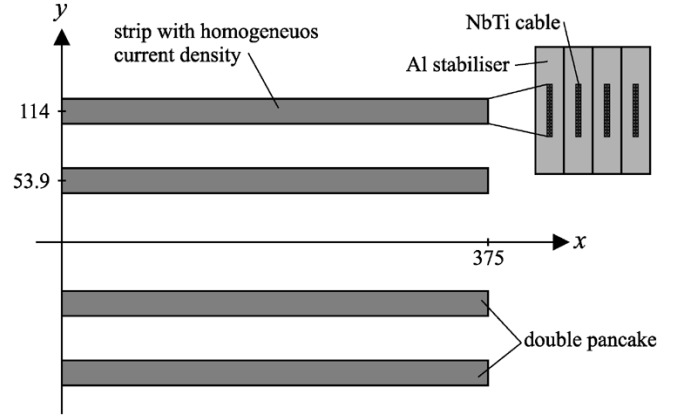 y
NbTi cable
strip with homogeneuos
current density
Al stabiliser
114
53.9
x
375
double pancake